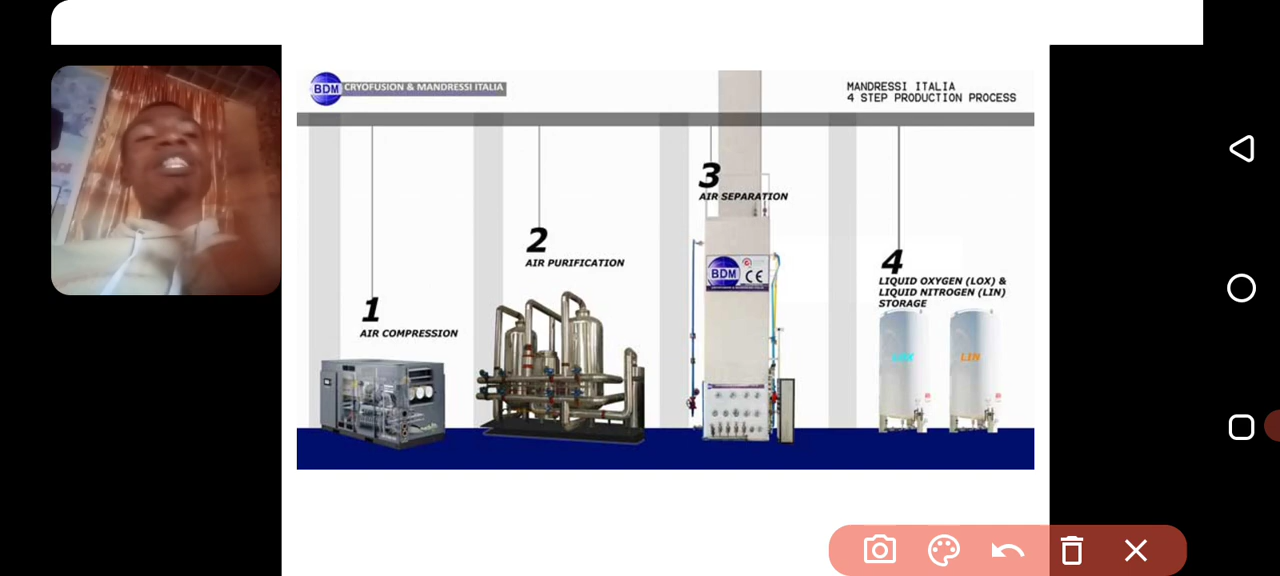 BDM CRYOFUSION & MANDRESSI ITALIA
MANDRESSI ITALIA
4 STEP PRODUCTION PROCESS
3
AIR SEPARATION
2
AIR PURIFICATION
4
LIQUID OXYGEN (LOX) &
LIQUID NITROGEN (LIN)
STORAGE
BDM CE
1
AIR COMPRESSION
LOX
LIN